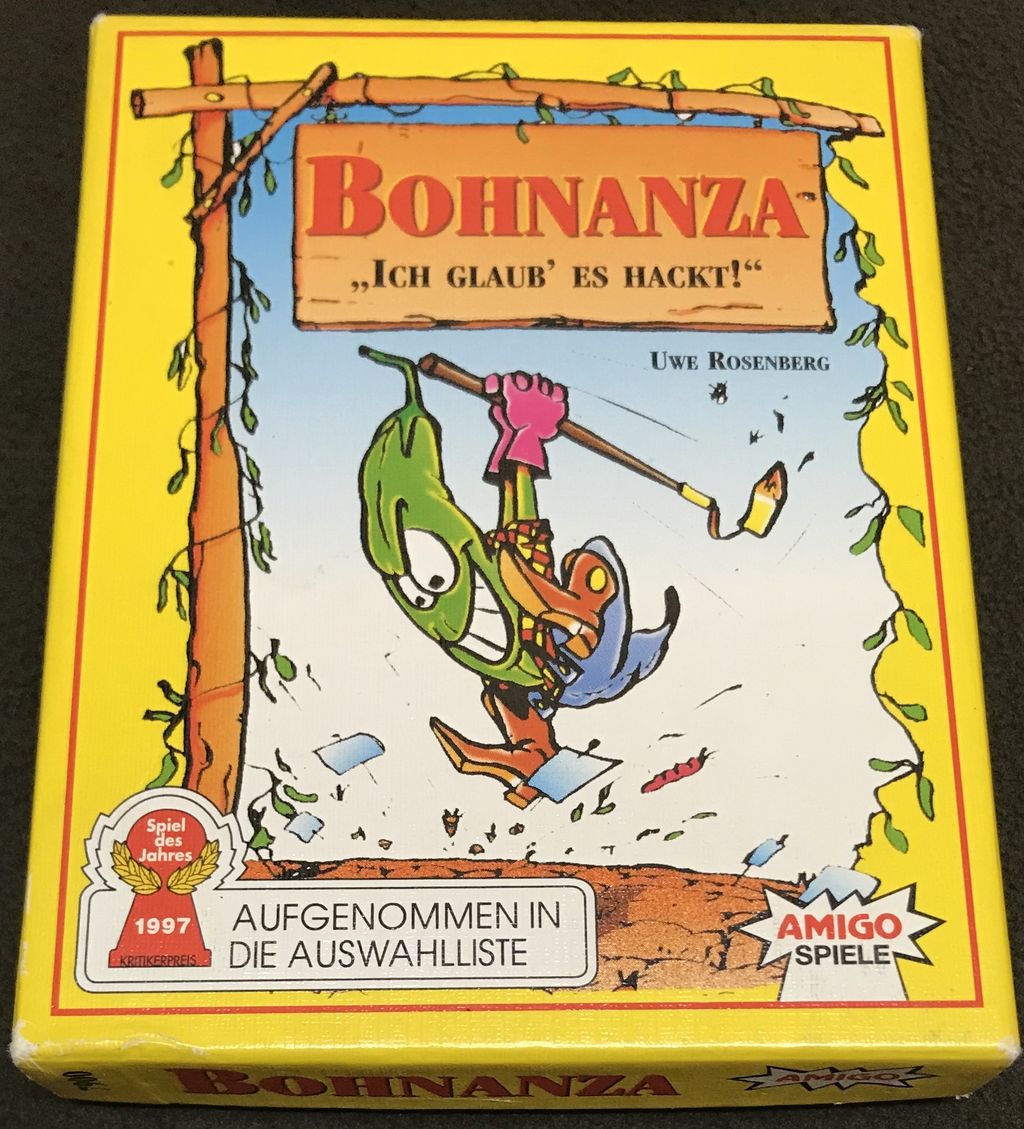 BOHNANZA
„ICH GLAUB’ ES HACKT!“
UWE ROSENBERG
Spiel
des
Jahres
1997
KRITIKERPREIS
AUFGENOMMEN IN
DIE AUSWAHLLISTE
AMIGO
SPIELE
BOHNANZA
AMIGO